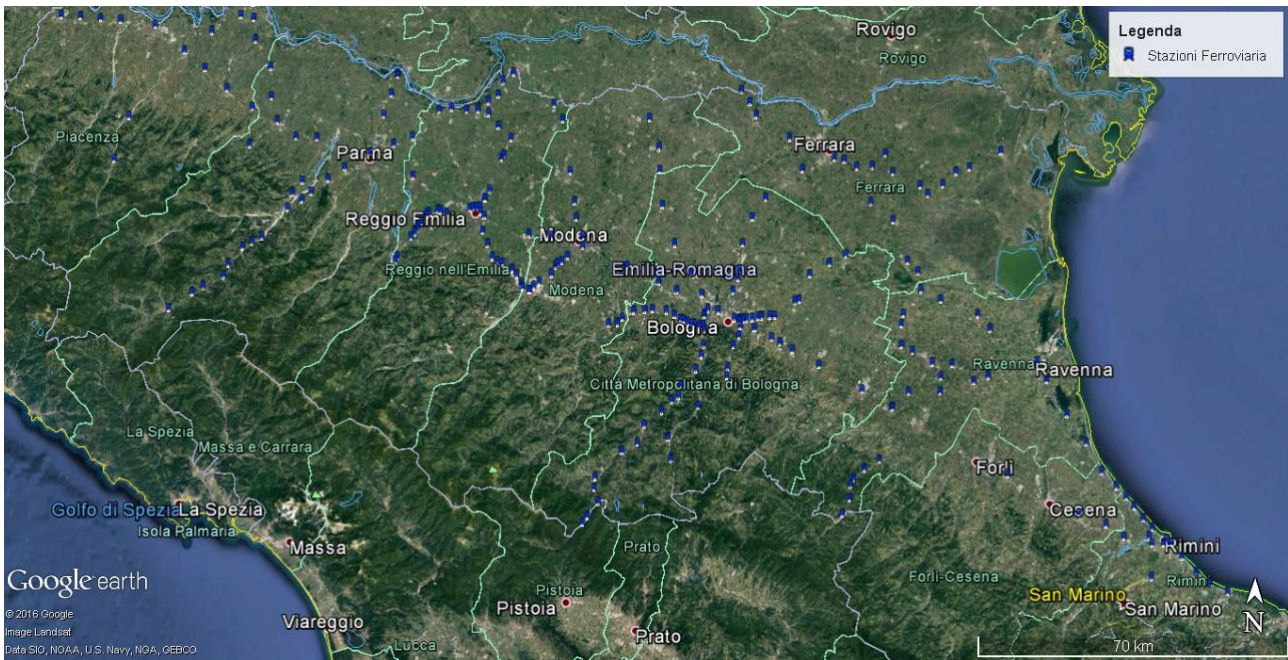 Rovigo
Rovigo
Legenda
Stazioni Ferroviaria
Piacenza
Parma
Ferrara
Ferrara
Reggio Emilia
Modena
Reggio nell'Emilia
Emilia-Romagna
Modena
Bologna
Città Metropolitana di Bologna
Ravenna
Ravenna
La Spezia
Massa e Carrara
Forlì
Golfo di Spezia
La Spezia
Isola Palmaria
Cesena
Massa
Prato
Rimini
Google earth
Pistoia
Forlì-Cesena
Rimini
San Marino
Pistoia
San Marino
© 2016 Google
Viareggio
Image Landsat
Prato
Lucca
N
Data SIO, NOAA, U.S. Navy, NGA, GEBCO
70 km